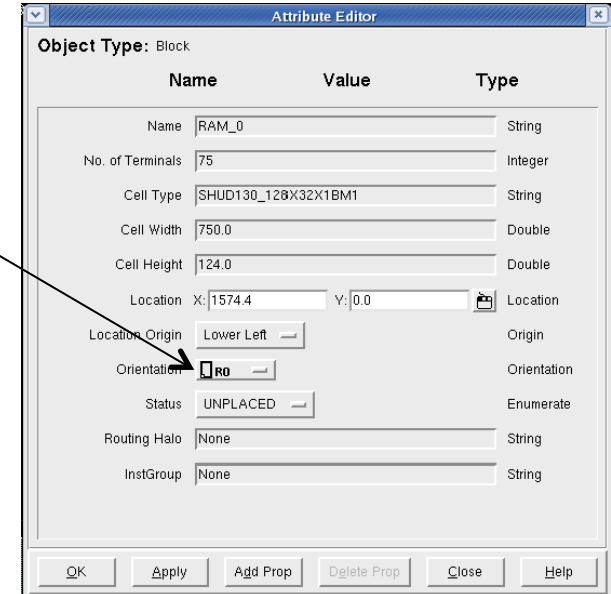 Attribute Editor
Object Type: Block
Name Value Type
Name RAM_0 String
No. of Terminals 75 Integer
Cell Type SHUD130_128X32X1BM1 String
Cell Width 750.0 Double
Cell Height 124.0 Double
Location X: 1574.4 Y: 0.0 Location
Location Origin Lower Left Origin
Orientation R0 Orientation
Status UNPLACED Enumerate
Routing Halo None String
InstGroup None String
OK Apply Add Prop Delete Prop Close Help